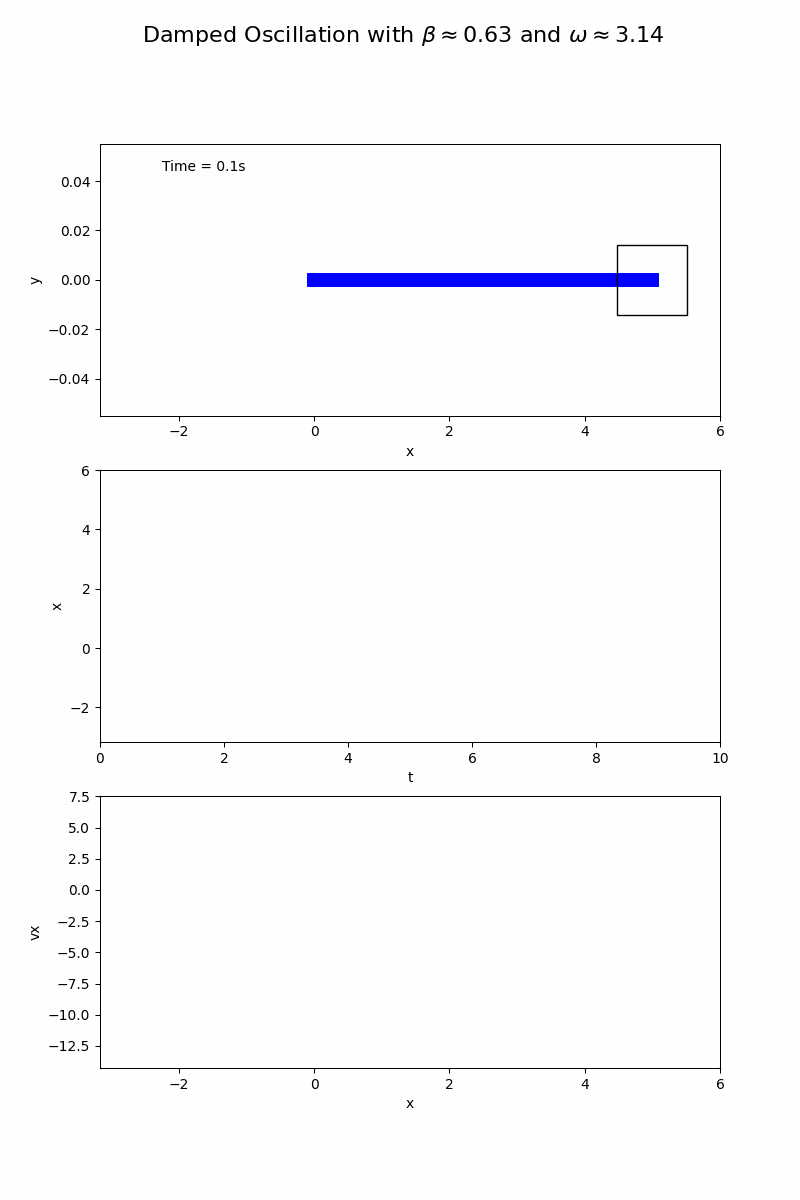 Damped Oscillation with β ≈ 0.63 and ω ≈ 3.14
Time = 0.1s
0.04
0.02
0.00
−0.02
−0.04
y
−2 0 2 4 6
x
6
4
2
0
−2
x
0 2 4 6 8 10
t
7.5
5.0
2.5
0.0
−2.5
−5.0
−7.5
−10.0
−12.5
vx
−2 0 2 4 6
x